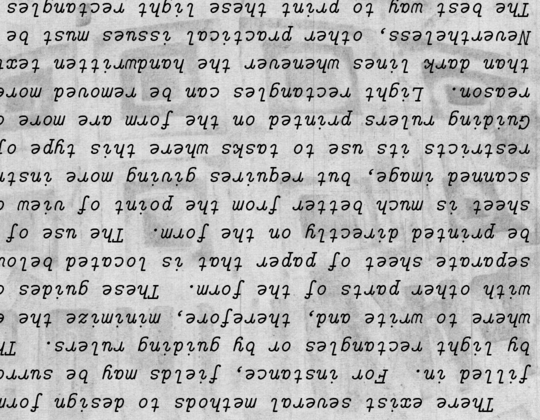 There exist several methods to design form
filled in. For instance, fields may be surro
by light rectangles or by guiding rulers. Th
where to write and, therefore, minimize the
with other parts of the form. These guides
separate sheet of paper that is located below
be printed directly on the form. The use of
sheet is much better from the point of view
scanned image, but requires giving more instr
restricts its use to tasks where this type of
Guiding rulers printed on the form are more
reason. Light rectangles can be removed more
than dark lines whenever the handwritten text
Nevertheless, other practical issues must be
The best way to print these light rectangles